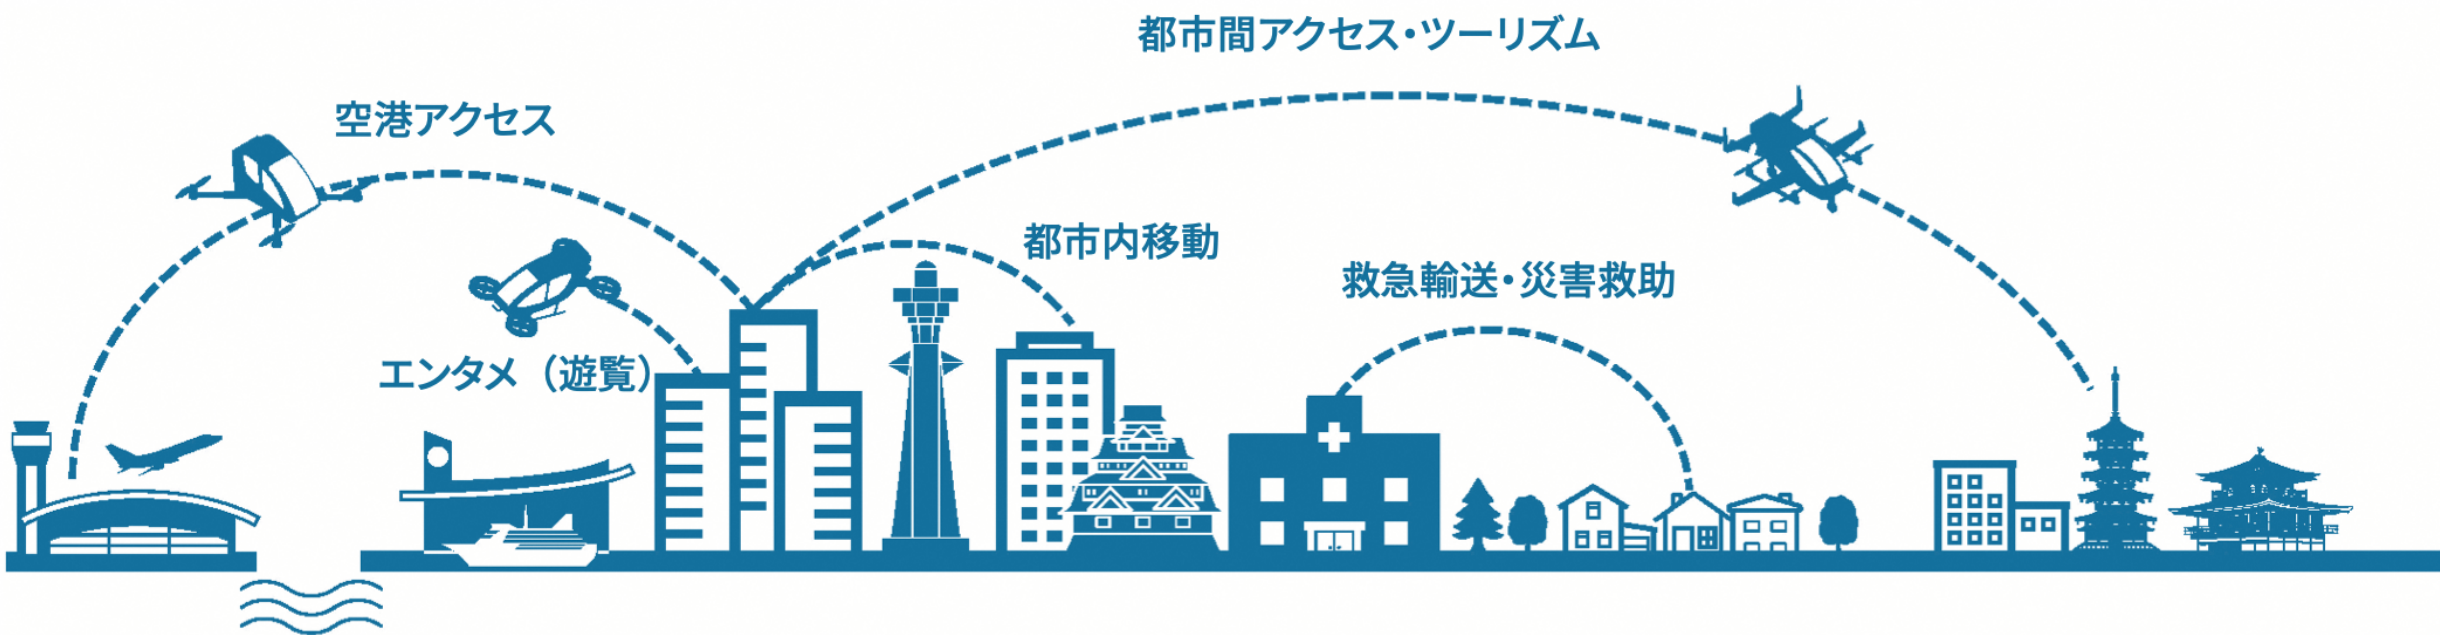 都市間アクセス・ツーリズム
空港アクセス
都市内移動
救急輸送・災害救助
エンタメ（遊覧）